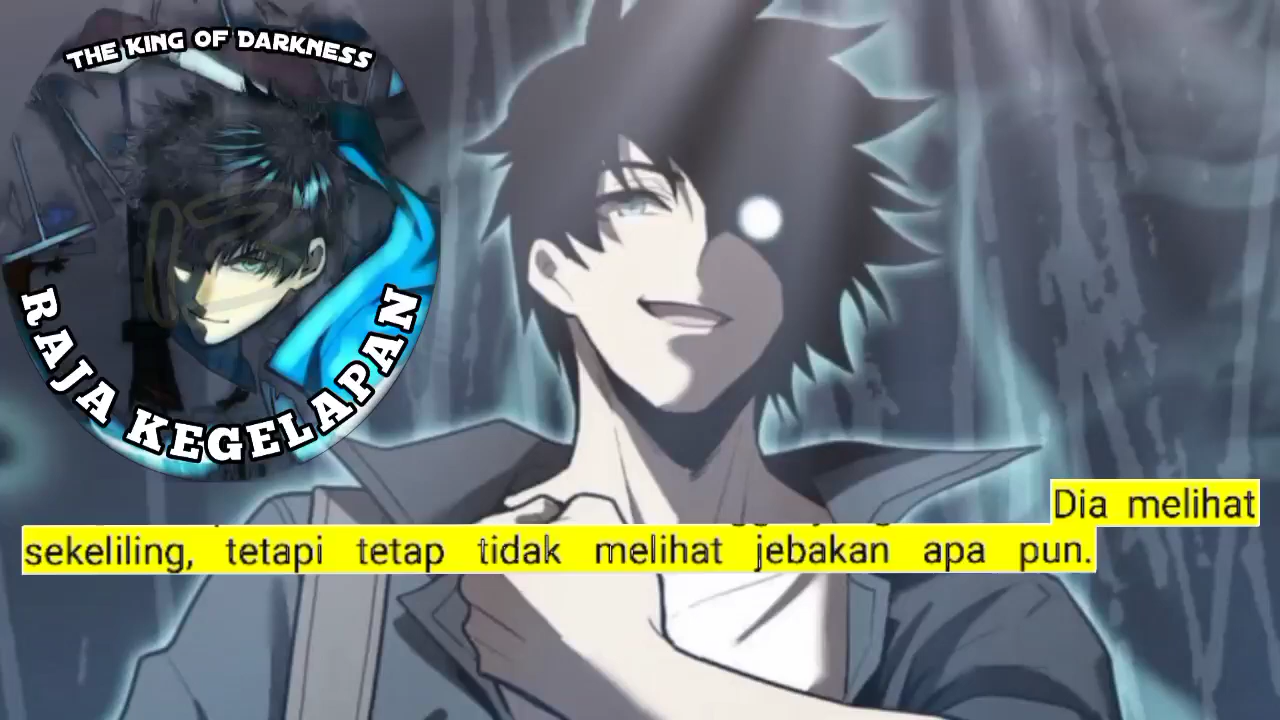 THE KING OF DARKNESS
RAJA KEGELAPAN
Dia melihat
sekeliling, tetapi tetap tidak melihat jebakan apa pun.